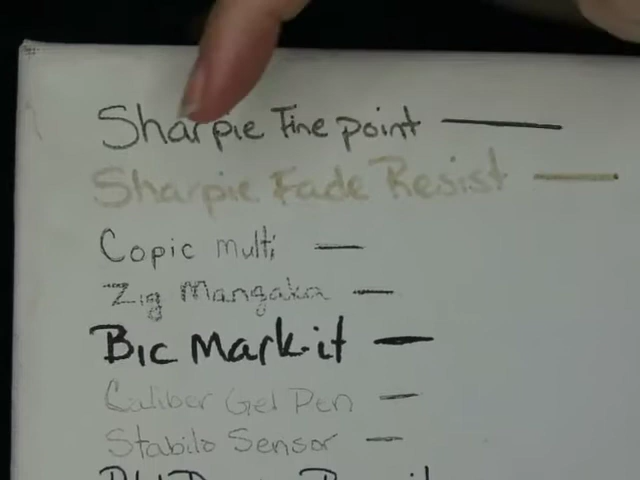 Sharpie Fine point
Sharpie Fade Resist
Copic multi
Zig Mangaka
Bic Mark-it
Caliber Gel Pen
Stabilo Sensor